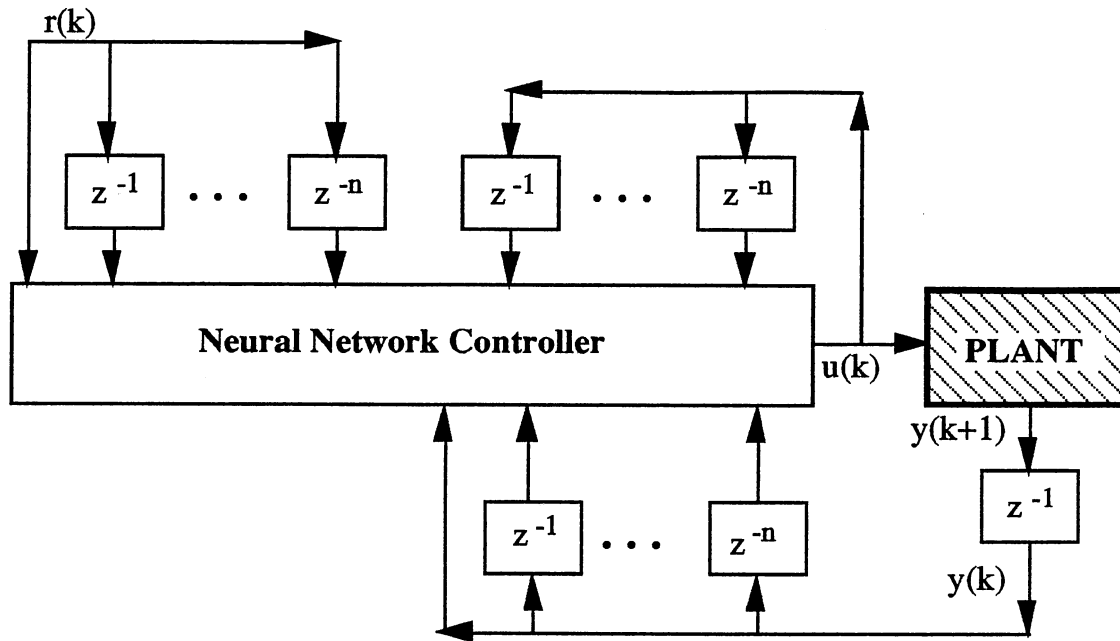 r(k)
z -1 . . . z -n z -1 . . . z -n
Neural Network Controller
u(k)
PLANT
y(k+1)
z -1 . . . z -n
z -1
y(k)